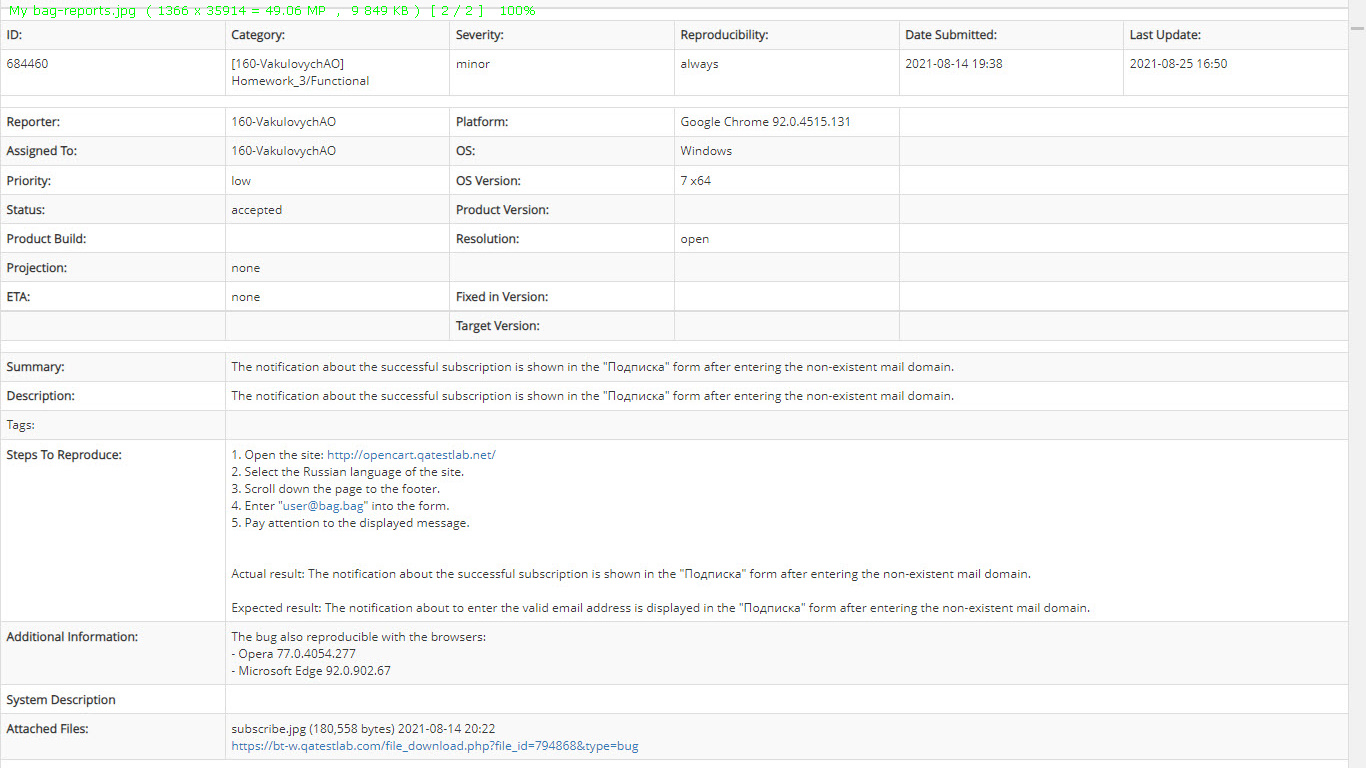 My bag-reports.jpg ( 1366 x 35914 = 49.06 MP , 9 849 KB ) [ 2 / 2 ] 100%
ID: Category: Severity: Reproducibility: Date Submitted: Last Update:
684460 [160-VakulovychAO] minor always 2021-08-14 19:38 2021-08-25 16:50
Homework_3/Functional
Reporter: 160-VakulovychAO Platform: Google Chrome 92.0.4515.131
Assigned To: 160-VakulovychAO OS: Windows
Priority: low OS Version: 7 x64
Status: accepted Product Version:
Product Build: Resolution: open
Projection: none
ETA: none Fixed in Version:
Target Version:
Summary: The notification about the successful subscription is shown in the "Подписка" form after entering the non-existent mail domain.
Description: The notification about the successful subscription is shown in the "Подписка" form after entering the non-existent mail domain.
Tags:
Steps To Reproduce: 1. Open the site: http://opencart.qatestlab.net/
2. Select the Russian language of the site.
3. Scroll down the page to the footer.
4. Enter "user@bag.bag" into the form.
5. Pay attention to the displayed message.
Actual result: The notification about the successful subscription is shown in the "Подписка" form after entering the non-existent mail domain.
Expected result: The notification about to enter the valid email address is displayed in the "Подписка" form after entering the non-existent mail domain.
Additional Information: The bug also reproducible with the browsers:
- Opera 77.0.4054.277
- Microsoft Edge 92.0.902.67
System Description
Attached Files: subscribe.jpg (180,558 bytes) 2021-08-14 20:22
https://bt-w.qatestlab.com/file_download.php?file_id=794868&type=bug